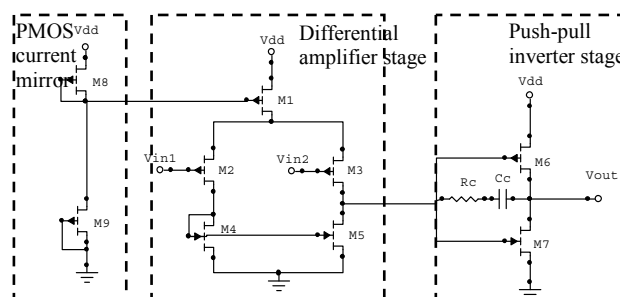 PMOS
current
mirror
Differential
amplifier stage
Push-pull
inverter stage
Vdd
Vdd
Vdd
M8
M1
Vin1
M2
Vin2
M3
M6
Rc
Cc
Vout
M9
M4
M5
M7